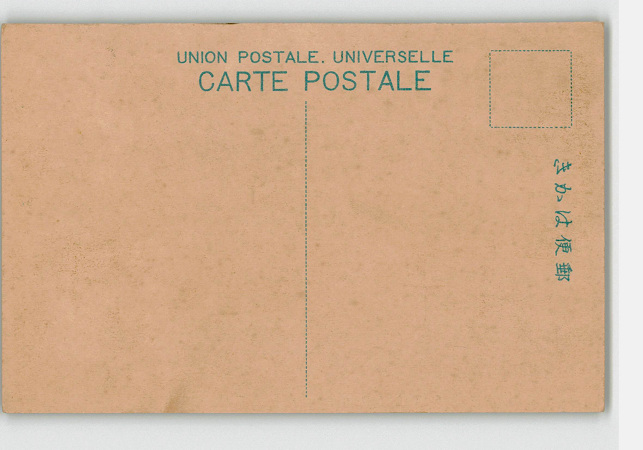 UNION POSTALE. UNIVERSELLE
CARTE POSTALE
きかは便郵